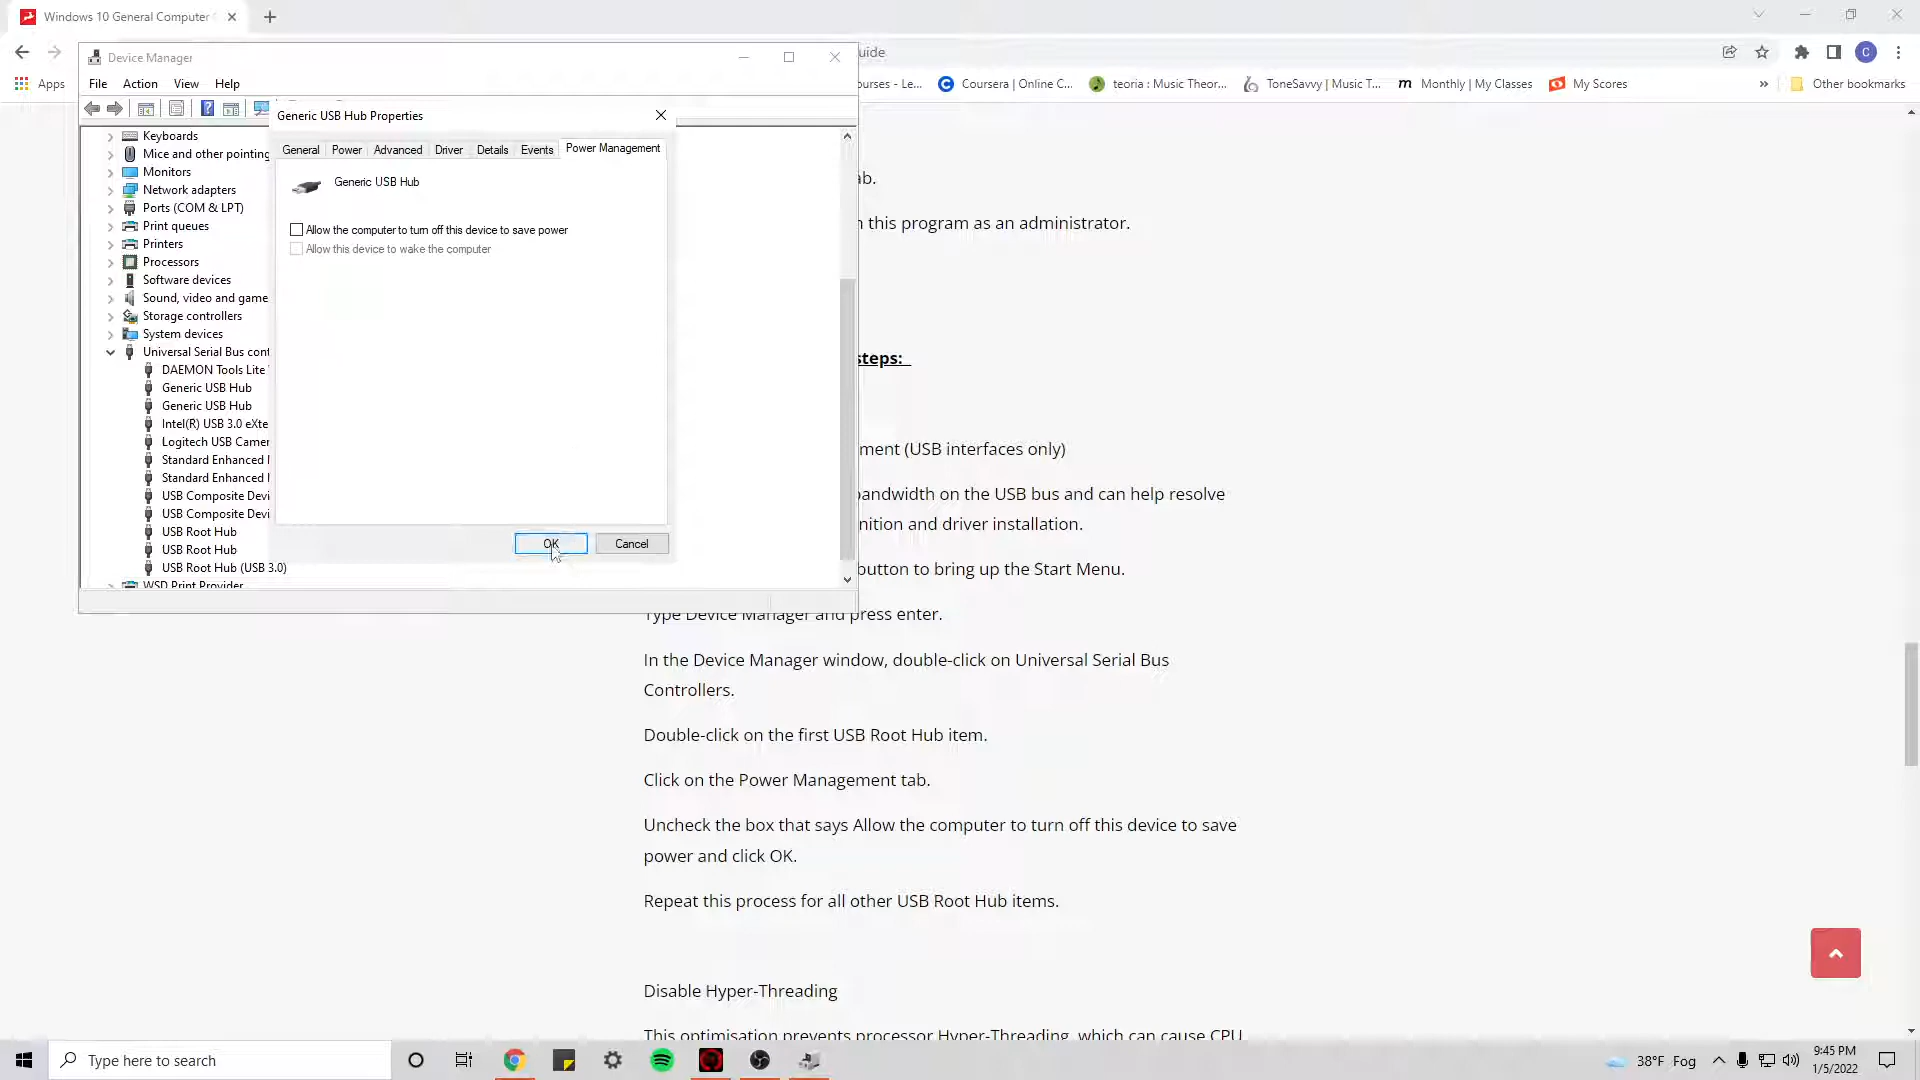 Windows 10 General Computer
uide
Apps
ourses - Le...
Coursera | Online C...
teoria : Music Theor...
ToneSavvy | Music T...
Monthly | My Classes
My Scores
»
Other bookmarks
Device Manager
File Action View Help
Keyboards
Mice and other pointing
Monitors
Network adapters
Ports (COM & LPT)
Print queues
Printers
Processors
Software devices
Sound, video and game
Storage controllers
System devices
Universal Serial Bus cont
DAEMON Tools Lite
Generic USB Hub
Generic USB Hub
Intel(R) USB 3.0 eXte
Logitech USB Camer
Standard Enhanced
Standard Enhanced
USB Composite Devi
USB Composite Devi
USB Root Hub
USB Root Hub
USB Root Hub (USB 3.0)
WSD Print Provider
Generic USB Hub Properties
General Power Advanced Driver Details Events Power Management
Generic USB Hub
Allow the computer to turn off this device to save power
Allow this device to wake the computer
OK Cancel
ab.
n this program as an administrator.
steps:
ment (USB interfaces only)
bandwidth on the USB bus and can help resolve
nition and driver installation.
button to bring up the Start Menu.
Type Device Manager and press enter.
In the Device Manager window, double-click on Universal Serial Bus
Controllers.
Double-click on the first USB Root Hub item.
Click on the Power Management tab.
Uncheck the box that says Allow the computer to turn off this device to save
power and click OK.
Repeat this process for all other USB Root Hub items.
Disable Hyper-Threading
This optimisation prevents processor Hyper-Threading, which can cause CPU
Type here to search
38°F Fog
9:45 PM
1/5/2022